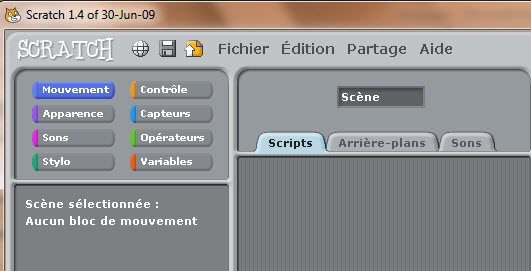 Scratch 1.4 of 30-Jun-09
SCRATCH Fichier Édition Partage Aide
Mouvement Contrôle
Apparence Capteurs
Sons Opérateurs
Stylo Variables
Scène sélectionnée :
Aucun bloc de mouvement
Scène
Scripts Arrière-plans Sons